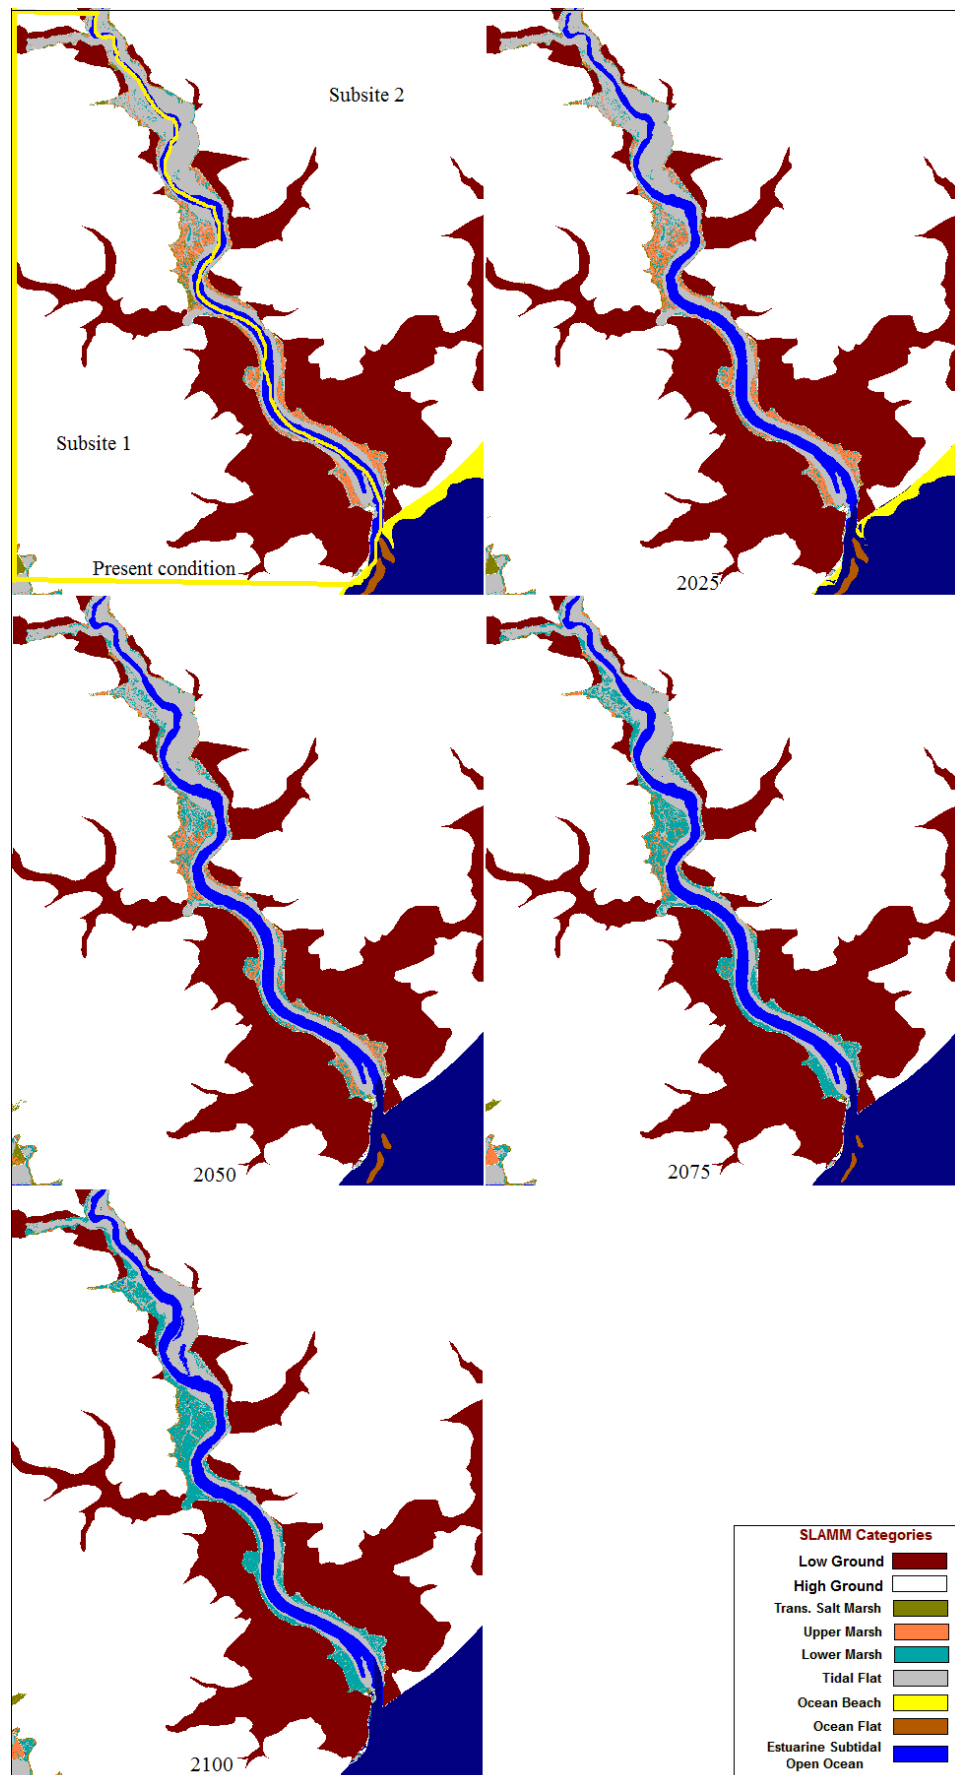 Subsite 2
Subsite 1
Present condition
2025
2050
2075
2100
SLAMM Categories
Low Ground
High Ground
Trans. Salt Marsh
Upper Marsh
Lower Marsh
Tidal Flat
Ocean Beach
Ocean Flat
Estuarine Subtidal
Open Ocean